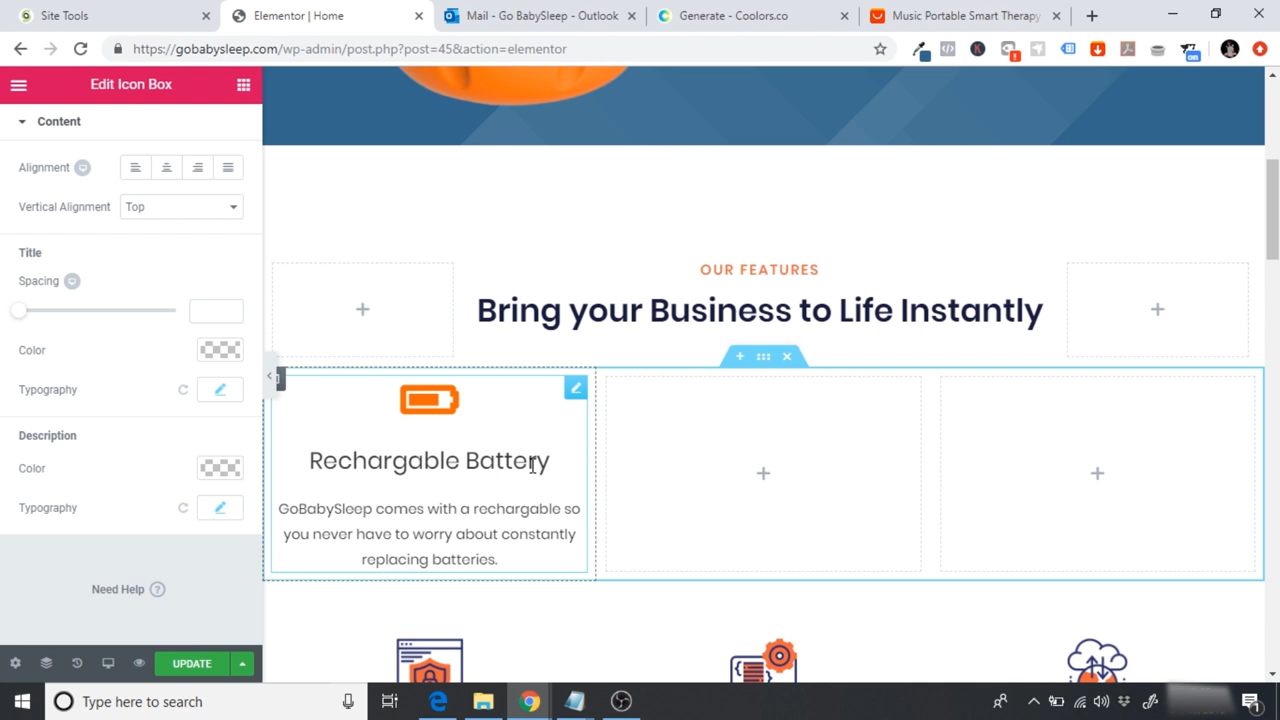 Site Tools
Elementor | Home
Mail - Go BabySleep - Outlook
Generate - Coolors.co
Music Portable Smart Therapy
https://gobabysleep.com/wp-admin/post.php?post=45&action=elementor
on
Edit Icon Box
Content
Alignment
Vertical Alignment
Top
Title
Spacing
Color
Typography
Description
Color
Typography
Need Help
UPDATE
OUR FEATURES
Bring your Business to Life Instantly
Rechargable Battery
GoBabySleep comes with a rechargable so
you never have to worry about constantly
replacing batteries.
Type here to search